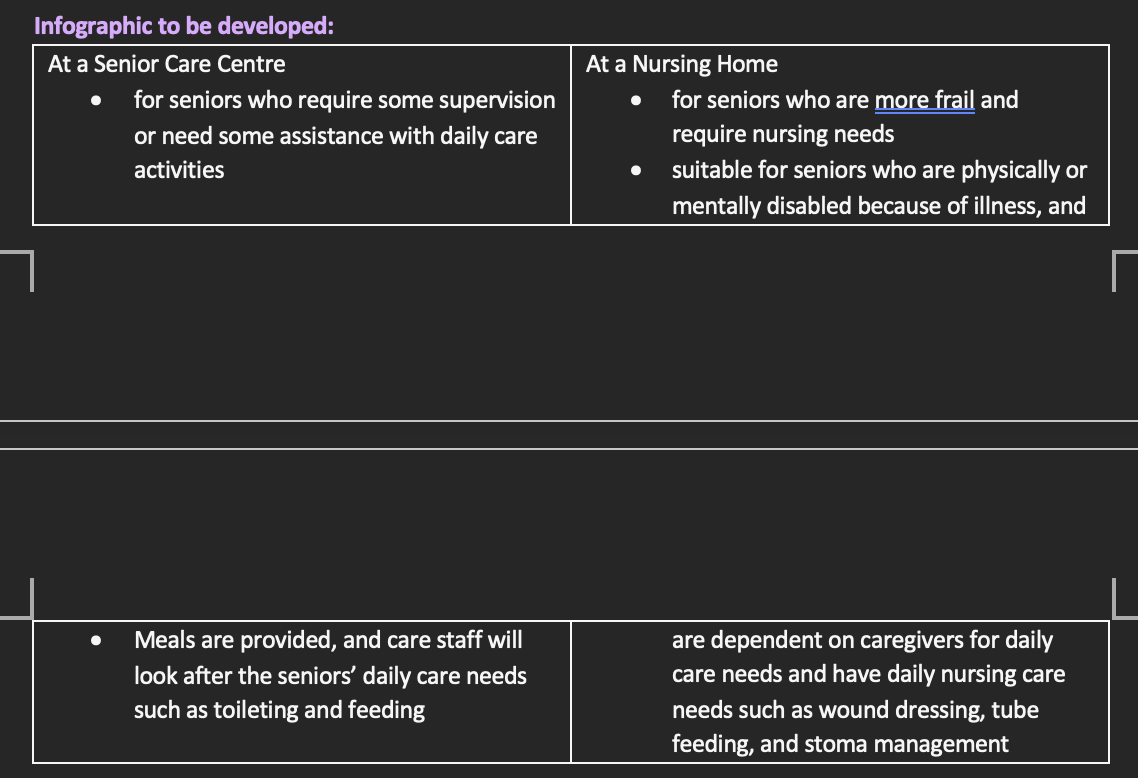 Infographic to be developed:
At a Senior Care Centre
• for seniors who require some supervision
or need some assistance with daily care
activities
• Meals are provided, and care staff will
look after the seniors’ daily care needs
such as toileting and feeding
At a Nursing Home
• for seniors who are more frail and
require nursing needs
• suitable for seniors who are physically or
mentally disabled because of illness, and
are dependent on caregivers for daily
care needs and have daily nursing care
needs such as wound dressing, tube
feeding, and stoma management